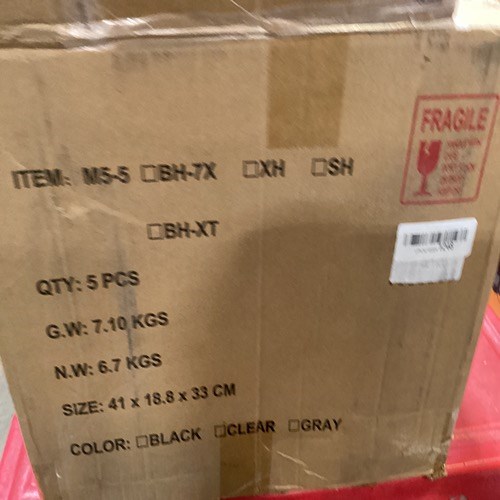 FRAGILE
ITEM: M5-5 ☐BH-7X ☐XH ☐SH
☐BH-XT
QTY: 5 PCS
G.W: 7.10 KGS
N.W: 6.7 KGS
SIZE: 41 x 18.8 x 33 CM
COLOR: ☐BLACK ☐CLEAR ☐GRAY